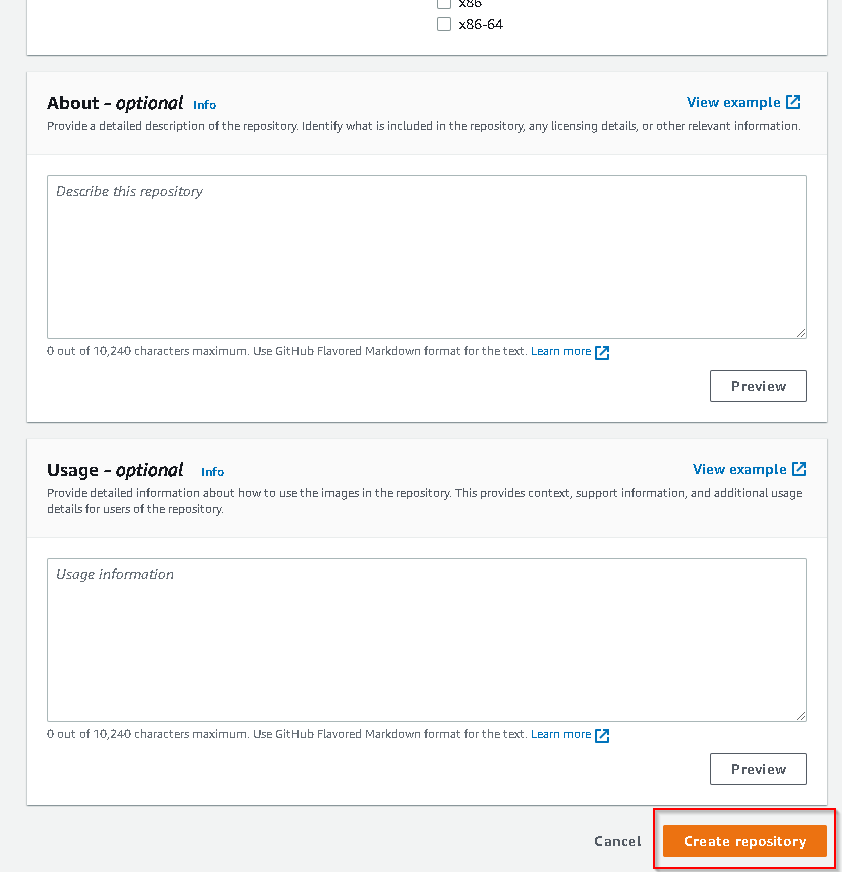 x86
x86-64
About - optional Info
View example
Provide a detailed description of the repository. Identify what is included in the repository, any licensing details, or other relevant information.
Describe this repository
0 out of 10,240 characters maximum. Use GitHub Flavored Markdown format for the text. Learn more
Preview
Usage - optional Info
View example
Provide detailed information about how to use the images in the repository. This provides context, support information, and additional usage
details for users of the repository.
Usage information
0 out of 10,240 characters maximum. Use GitHub Flavored Markdown format for the text. Learn more
Preview
Cancel
Create repository